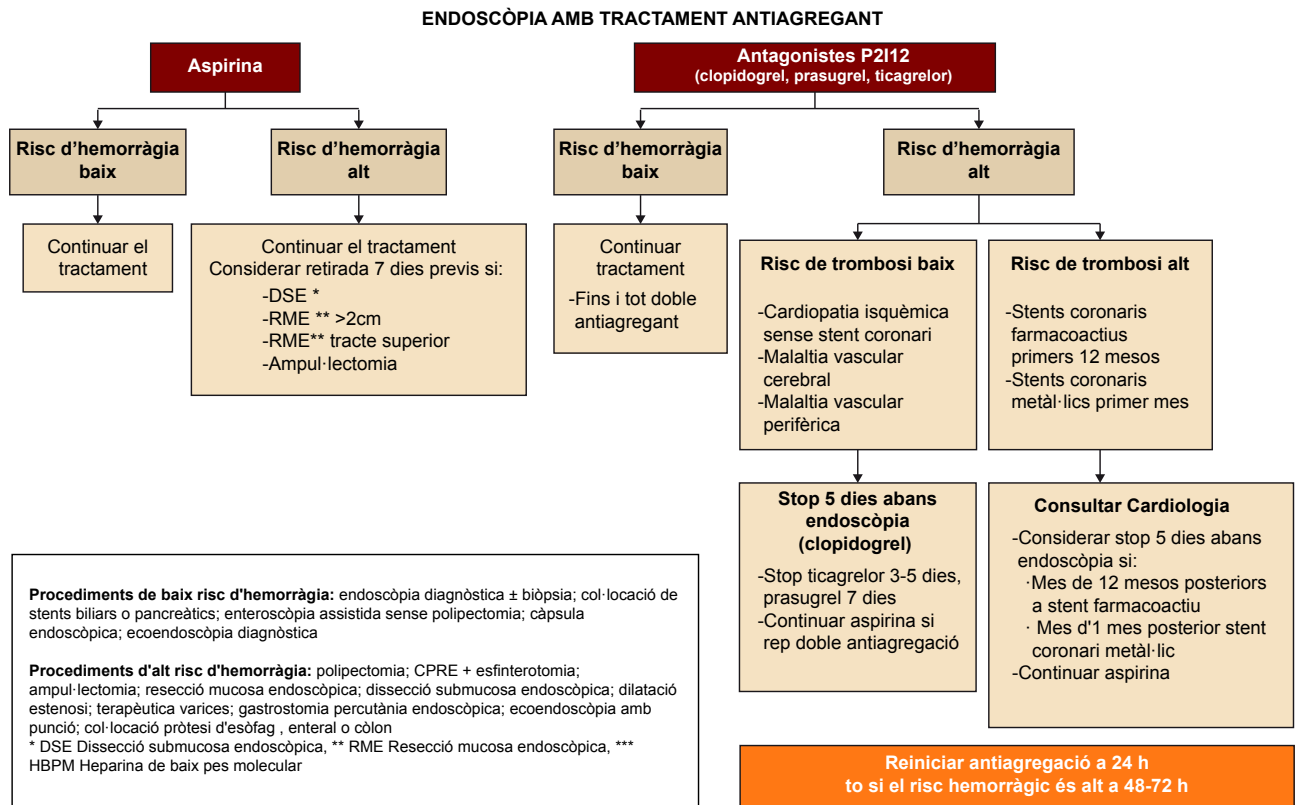 ENDOSCÒPIA AMB TRACTAMENT ANTIAGREGANT
Aspirina
Risc d'hemorràgia
baix
Continuar el
tractament
Risc d'hemorràgia
alt
Continuar el tractament
Considerar retirada 7 dies previs si:
-DSE *
-RME ** >2cm
-RME** tracte superior
-Ampul·lectomia
Antagonistes P2I12
(clopidogrel, prasugrel, ticagrelor)
Risc d'hemorràgia
baix
Continuar
tractament
-Fins i tot doble
antiagregant
Risc d'hemorràgia
alt
Risc de trombosi baix
-Cardiopatia isquèmica
sense stent coronari
-Malaltia vascular
cerebral
-Malaltia vascular
perifèrica
Stop 5 dies abans
endoscòpia
(clopidogrel)
-Stop ticagrelor 3-5 dies,
prasugrel 7 dies
-Continuar aspirina si
rep doble antiagregació
Risc de trombosi alt
-Stents coronaris
farmacoactius
primers 12 mesos
-Stents coronaris
metàl·lics primer mes
Consultar Cardiologia
-Considerar stop 5 dies abans
endoscòpia si:
·Mes de 12 mesos posteriors
a stent farmacoactiu
· Mes d'1 mes posterior stent
coronari metàl·lic
-Continuar aspirina
Procediments de baix risc d'hemorràgia: endoscòpia diagnòstica ± biòpsia; col·locació de
stents biliars o pancreàtics; enteroscòpia assistida sense polipectomia; càpsula
endoscòpica; ecoendoscòpia diagnòstica
Procediments d'alt risc d'hemorràgia: polipectomia; CPRE + esfinterotomia;
ampul·lectomia; resecció mucosa endoscòpica; dissecció submucosa endoscòpica; dilatació
estenosi; terapèutica varices; gastrostomia percutània endoscòpica; ecoendoscòpia amb
punció; col·locació pròtesi d'esòfag , enteral o còlon
* DSE Dissecció submucosa endoscòpica, ** RME Resecció mucosa endoscòpica, ***
HBPM Heparina de baix pes molecular
Reiniciar antiagregació a 24 h
to si el risc hemorràgic és alt a 48-72 h